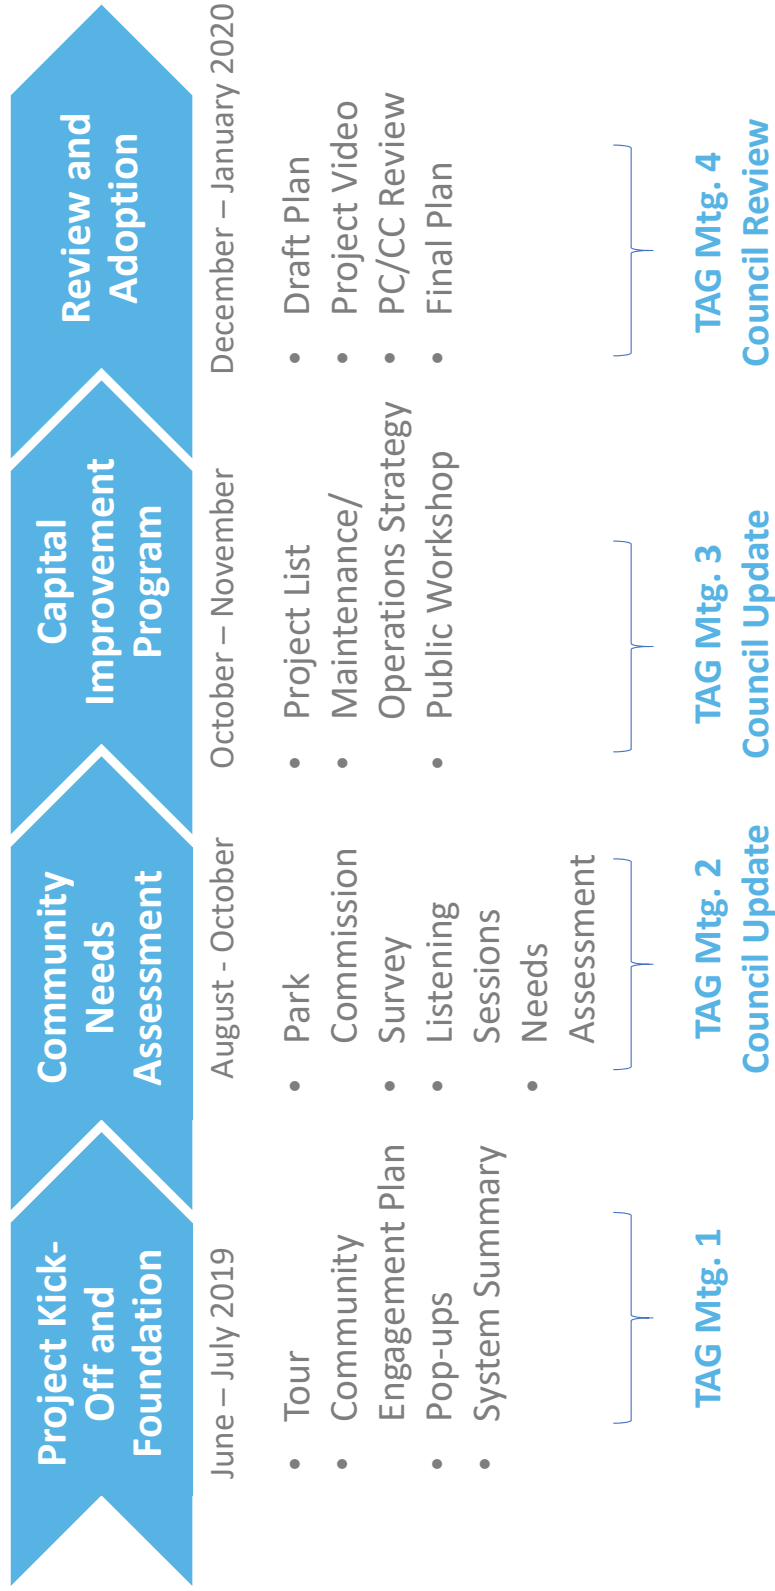 Project Kick-
Off and
Foundation
June – July 2019
• Tour
• Community
Engagement Plan
• Pop-ups
• System Summary
TAG Mtg. 1
Community
Needs
Assessment
August - October
• Park
Commission
• Survey
• Listening
Sessions
• Needs
Assessment
TAG Mtg. 2
Council Update
Capital
Improvement
Program
October – November
• Project List
• Maintenance/
Operations Strategy
• Public Workshop
TAG Mtg. 3
Council Update
Review and
Adoption
December – January 2020
• Draft Plan
• Project Video
• PC/CC Review
• Final Plan
TAG Mtg. 4
Council Review